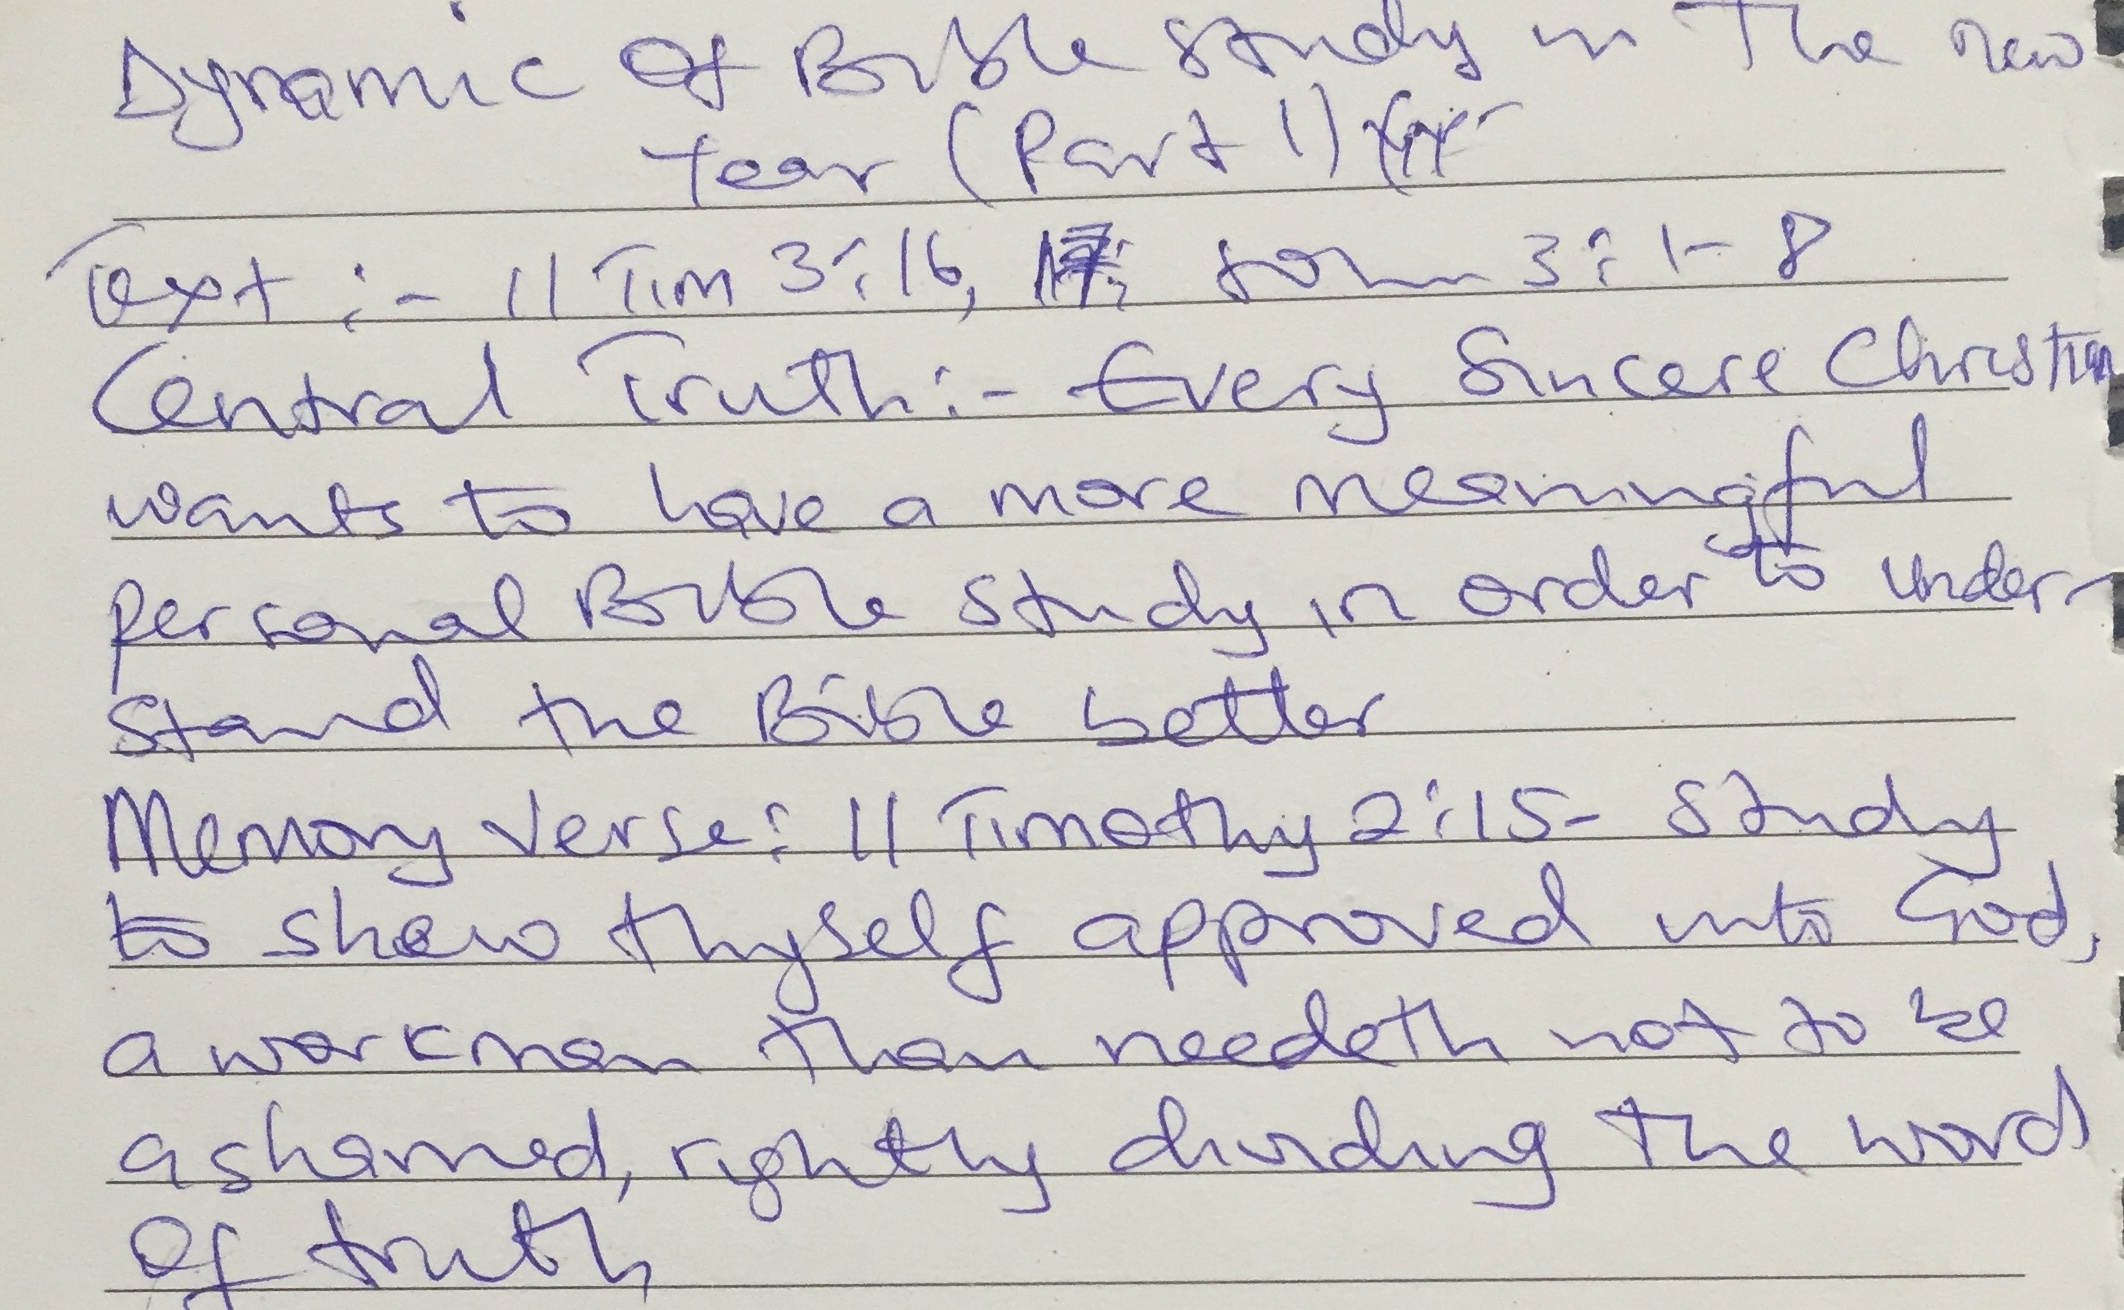 Dynamic Of Bible study in The new
Year (Part 1)
Text :- II Tim 3:16, John 3: 1-8
Central Truth:- Every Sincere Christian
wants to have a more meaningful
personal Bible study in order to under-
stand the Bible better
Memory Verse: II Timothy 2:15- study
to shew thyself approved unto God,
a workman than needeth not to be
ashamed, rightly dividing The word
Of truth